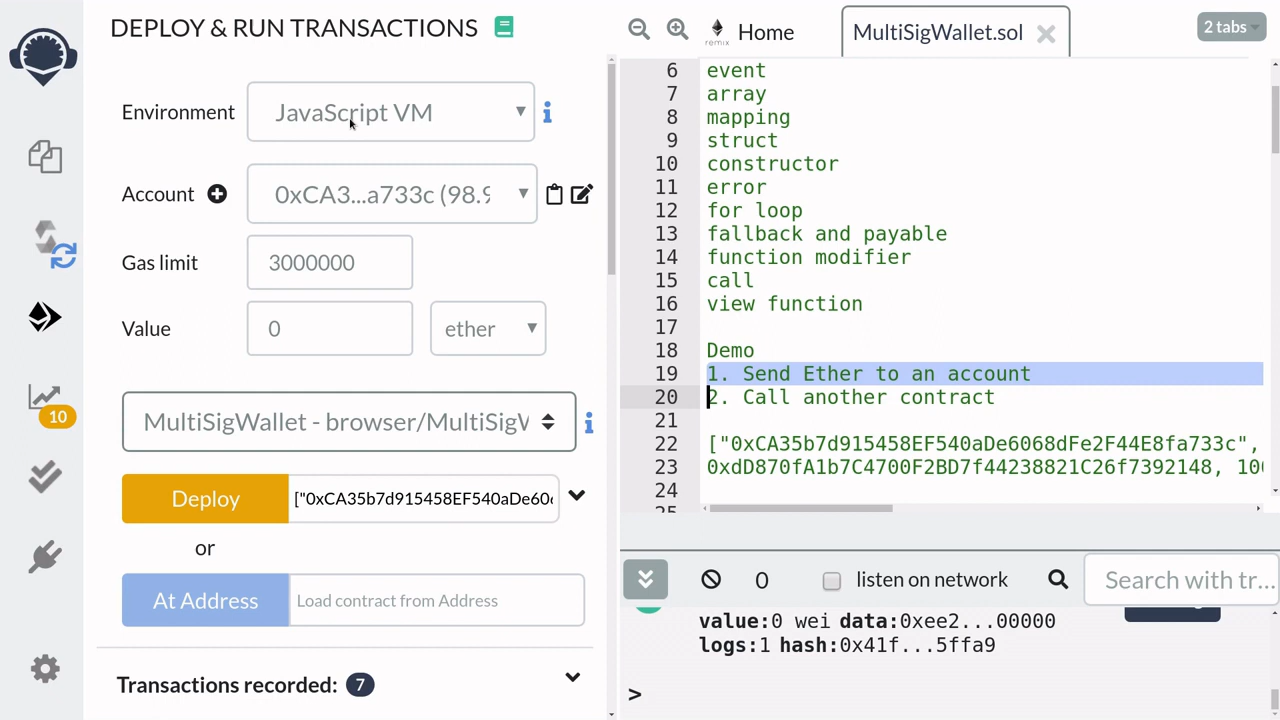 DEPLOY & RUN TRANSACTIONS
Environment
JavaScript VM
Account
0xCA3...a733c (98.9
Gas limit
3000000
Value
0
ether
MultiSigWallet - browser/MultiSigW
Deploy
["0xCA35b7d915458EF540aDe60
or
At Address
Load contract from Address
Transactions recorded: 7
10
remix
Home
MultiSigWallet.sol
2 tabs
6 event
7 array
8 mapping
9 struct
10 constructor
11 error
12 for loop
13 fallback and payable
14 function modifier
15 call
16 view function
17
18 Demo
19 1. Send Ether to an account
20 2. Call another contract
21
22 ["0xCA35b7d915458EF540aDe6068dFe2F44E8fa733c",
23 0xdD870fA1b7C4700F2BD7f44238821C26f7392148, 10
24
25
0
listen on network
Search with tr...
value:0 wei data:0xee2...00000
logs:1 hash:0x41f...5ffa9
>